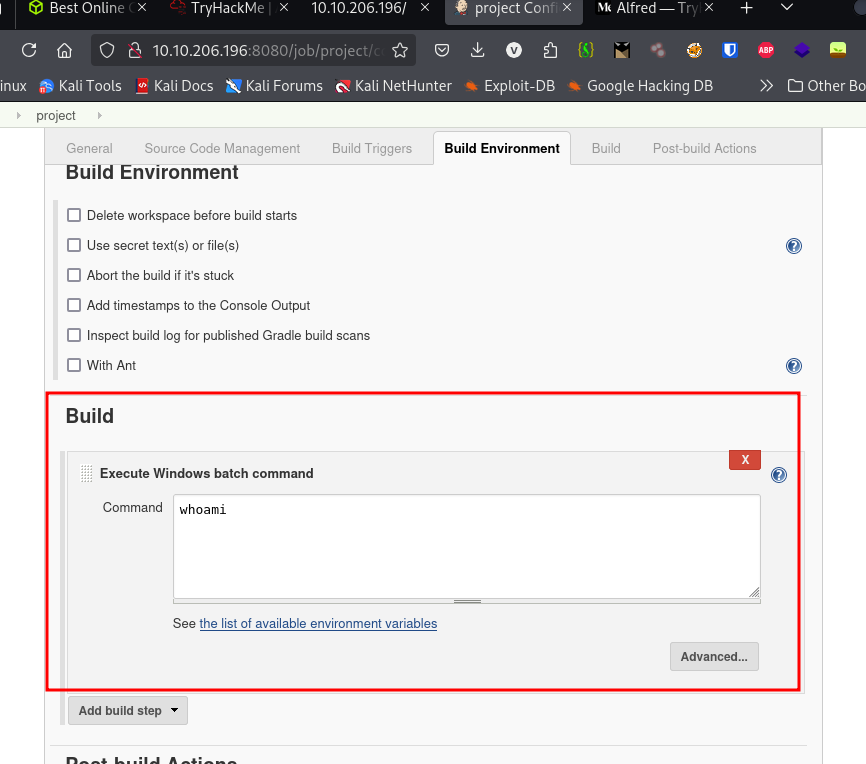 Best Online
TryHackMe |
10.10.206.196/
project Confi
Alfred — Try
10.10.206.196:8080/job/project/c
inux
Kali Tools
Kali Docs
Kali Forums
Kali NetHunter
Exploit-DB
Google Hacking DB
Other Bo
project
General
Source Code Management
Build Triggers
Build Environment
Build
Post-build Actions
Build Environment
Delete workspace before build starts
Use secret text(s) or file(s)
Abort the build if it's stuck
Add timestamps to the Console Output
Inspect build log for published Gradle build scans
With Ant
Build
X
Execute Windows batch command
Command
whoami
See the list of available environment variables
Advanced...
Add build step
Post-build Actions